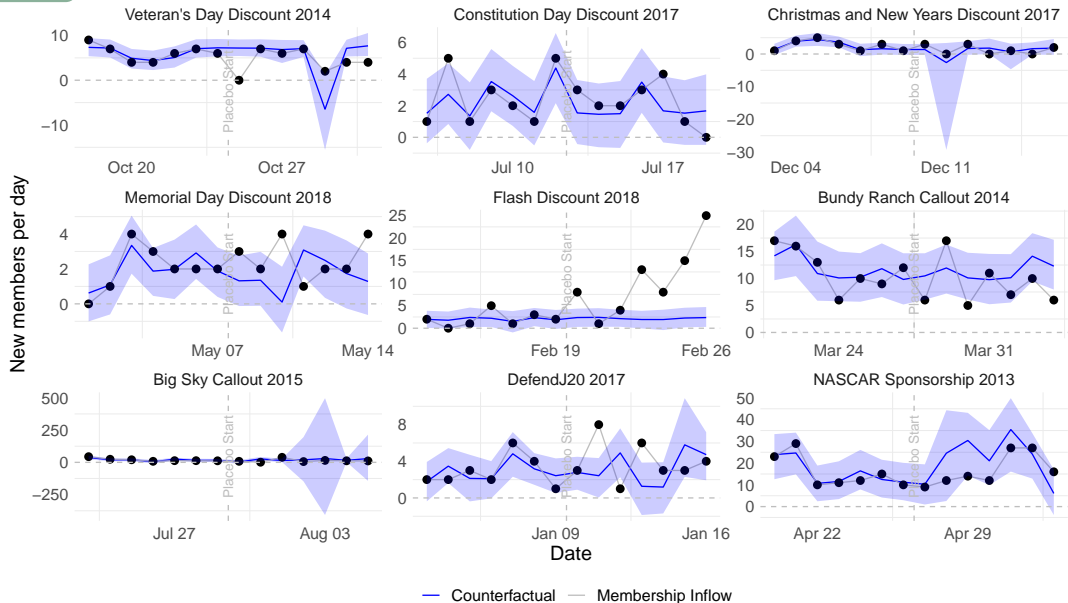 Veteran's Day Discount 2014
Constitution Day Discount 2017
Christmas and New Years Discount 2017
10
0
−10
Placebo Start
Oct 20
Oct 27
6
4
2
0
Placebo Start
Jul 10
Jul 17
0
−10
−20
−30
Placebo Start
Dec 04
Dec 11
Memorial Day Discount 2018
Flash Discount 2018
Bundy Ranch Callout 2014
4
2
0
Placebo Start
May 07
May 14
25
20
15
10
5
0
Placebo Start
Feb 19
Feb 26
20
15
10
5
0
Placebo Start
Mar 24
Mar 31
Big Sky Callout 2015
DefendJ20 2017
NASCAR Sponsorship 2013
500
250
0
−250
Placebo Start
Jul 27
Aug 03
8
4
0
Placebo Start
Jan 09
Jan 16
50
40
30
20
10
0
Placebo Start
Apr 22
Apr 29
New members per day
Date
Counterfactual
Membership Inflow